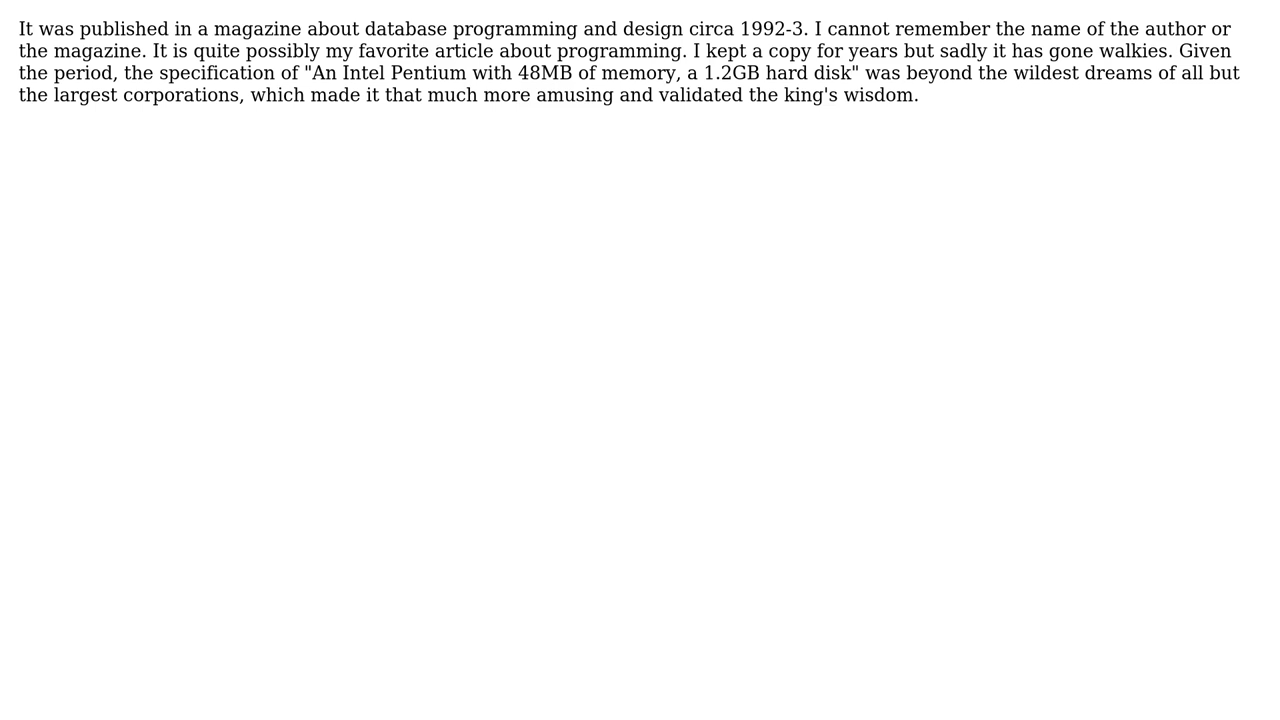 It was published in a magazine about database programming and design circa 1992-3. I cannot remember the name of the author or
the magazine. It is quite possibly my favorite article about programming. I kept a copy for years but sadly it has gone walkies. Given
the period, the specification of "An Intel Pentium with 48MB of memory, a 1.2GB hard disk" was beyond the wildest dreams of all but
the largest corporations, which made it that much more amusing and validated the king's wisdom.